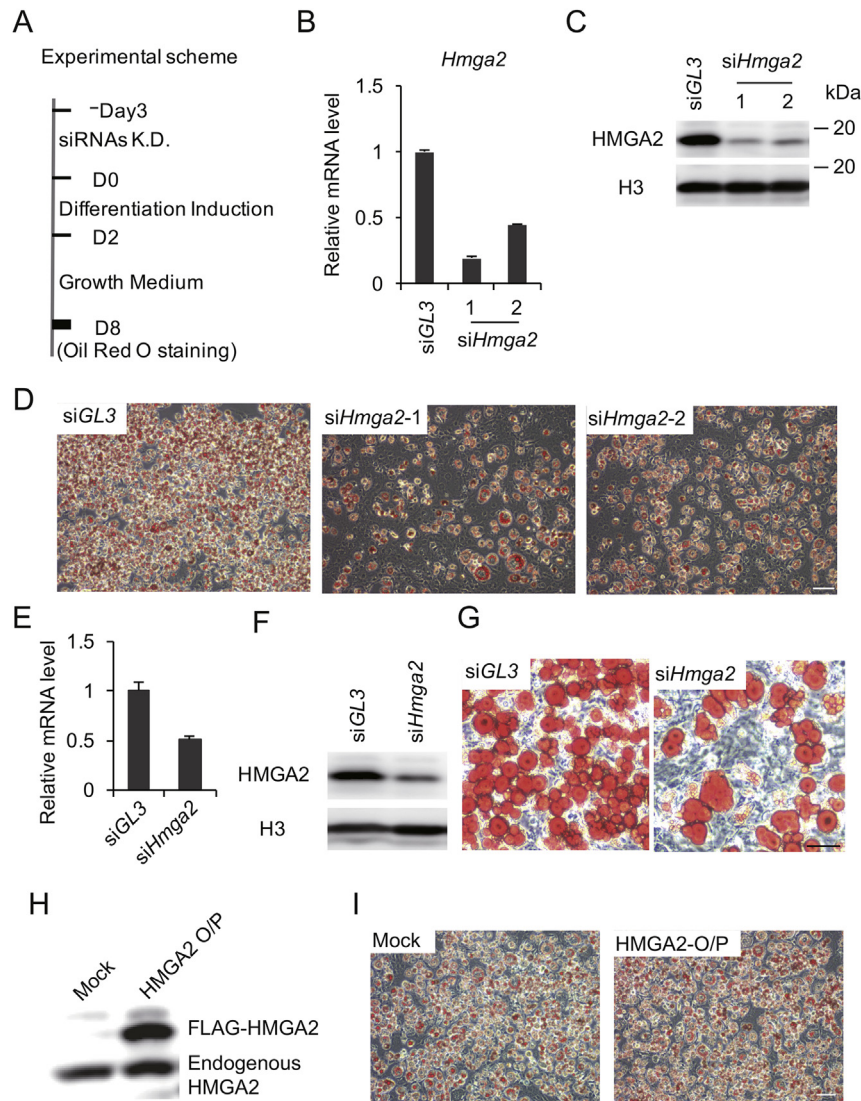 A
Experimental scheme
−Day3
siRNAs K.D.
D0
Differentiation Induction
D2
Growth Medium
D8
(Oil Red O staining)
B
Hmga2
Relative mRNA level
1.5
1
0.5
0
siGL3
1
2
siHmga2
C
siGL3
siHmga2
1
2
kDa
HMGA2
20
20
H3
D
siGL3
siHmga2-1
siHmga2-2
E
Relative mRNA level
1.5
1
0.5
0
siGL3
siHmga2
F
siGL3
siHmga2
HMGA2
H3
G
siGL3
siHmga2
H
Mock
HMGA2 O/P
FLAG-HMGA2
Endogenous
HMGA2
I
Mock
HMGA2-O/P